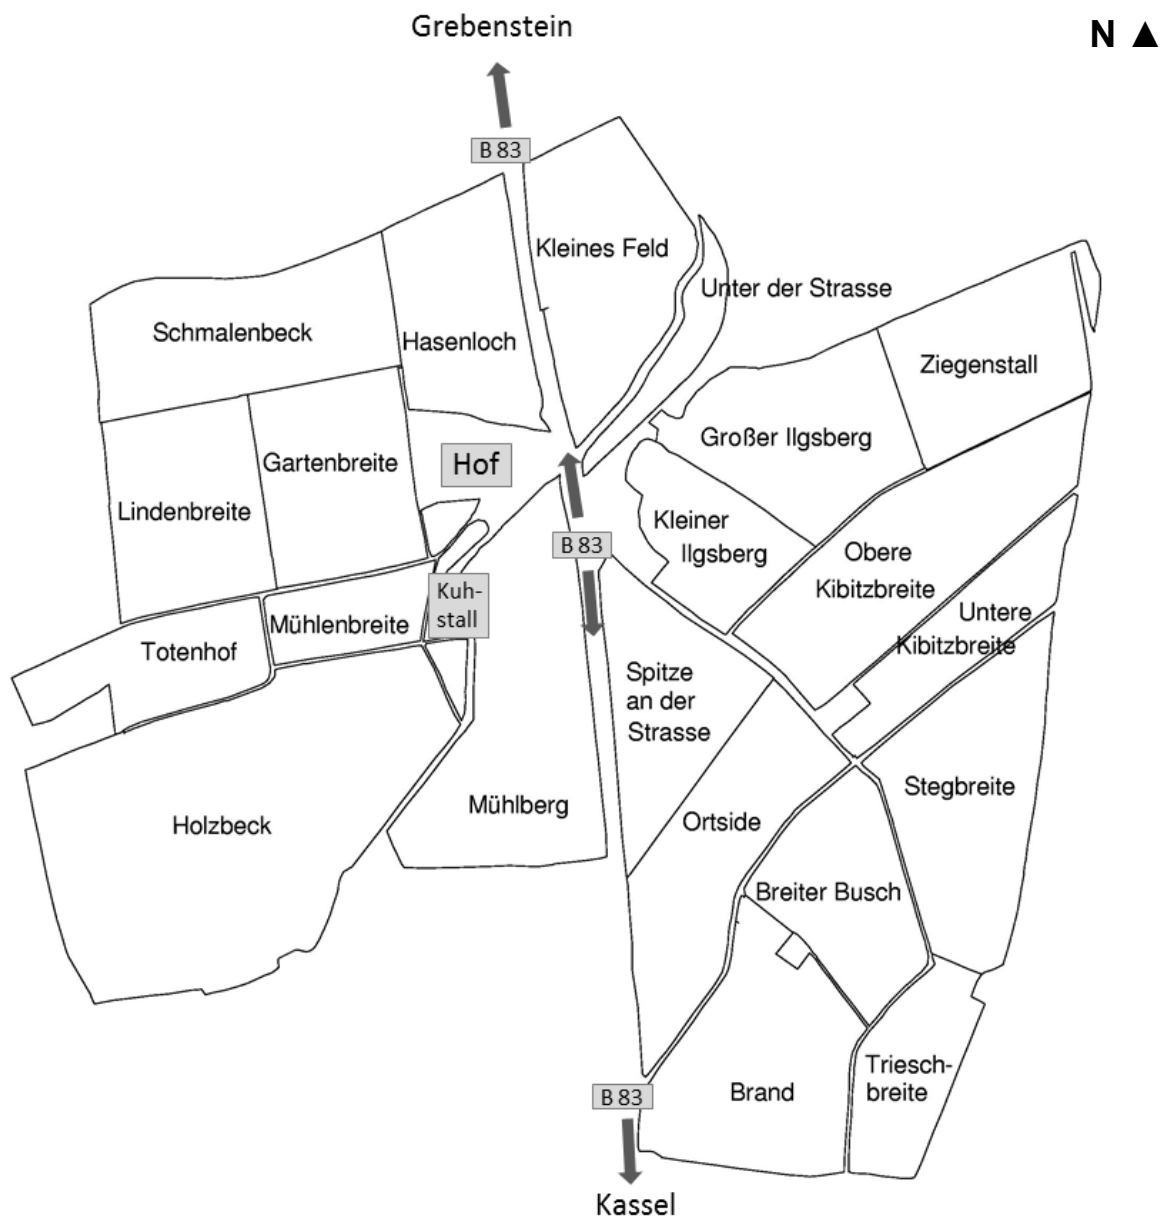 Grebenstein
N ▲
B 83
Kleines Feld
Unter der Strasse
Schmalenbeck
Hasenloch
Ziegenstall
Großer Ilgsberg
Gartenbreite
Hof
Lindenbreite
Kleiner
Ilgsberg
B 83
Obere
Kibitzbreite
Kuh-
stall
Mühlenbreite
Untere
Kibitzbreite
Totenhof
Spitze
an der
Strasse
Stegbreite
Mühlberg
Holzbeck
Ortside
Breiter Busch
Triesch-
breite
B 83
Brand
Kassel